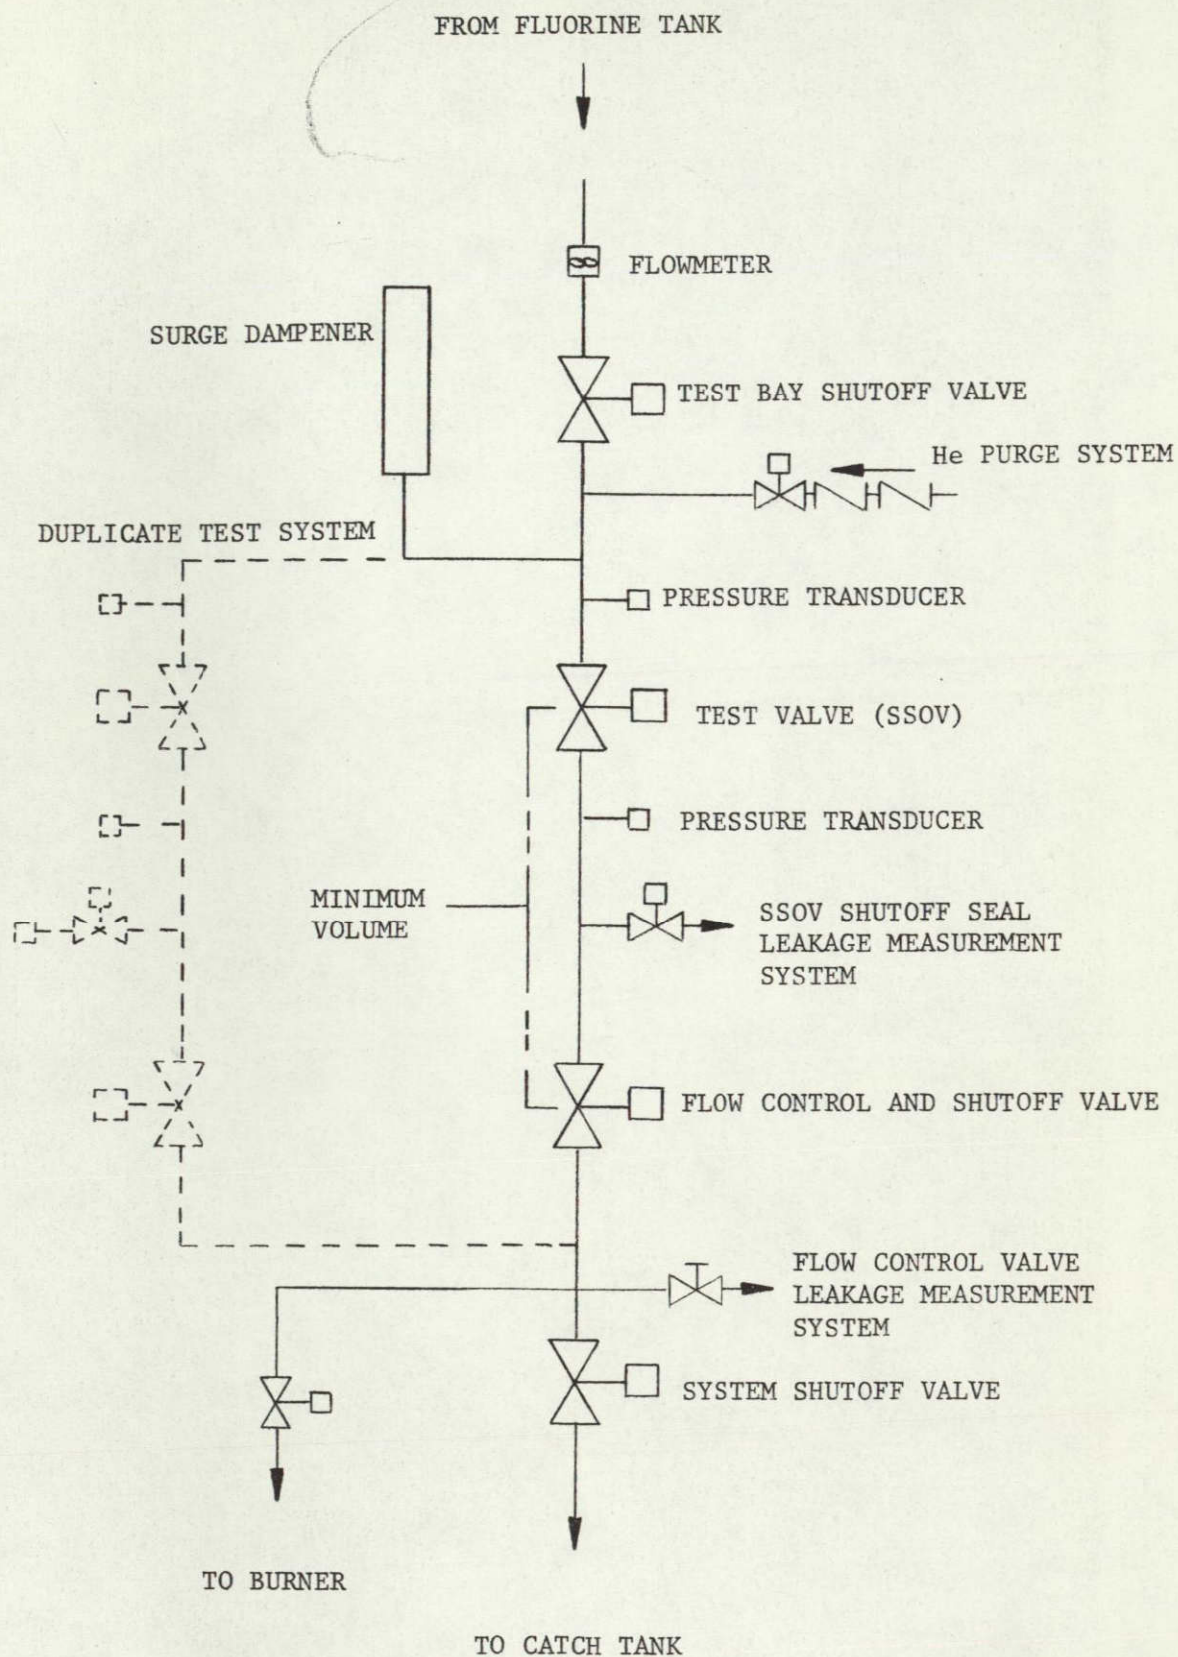 FROM FLUORINE TANK
FLOWMETER
SURGE DAMPENER
TEST BAY SHUTOFF VALVE
He PURGE SYSTEM
DUPLICATE TEST SYSTEM
PRESSURE TRANSDUCER
TEST VALVE (SSOV)
PRESSURE TRANSDUCER
MINIMUM
VOLUME
SSOV SHUTOFF SEAL
LEAKAGE MEASUREMENT
SYSTEM
FLOW CONTROL AND SHUTOFF VALVE
FLOW CONTROL VALVE
LEAKAGE MEASUREMENT
SYSTEM
SYSTEM SHUTOFF VALVE
TO BURNER
TO CATCH TANK